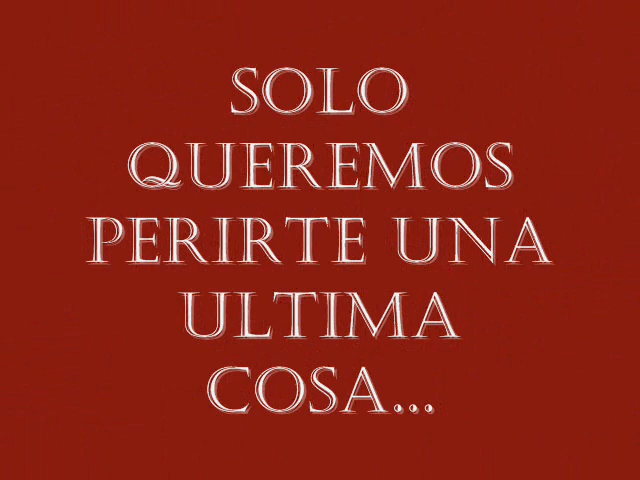 SOLO
QUEREMOS
PERIRTE UNA
ULTIMA
COSA...